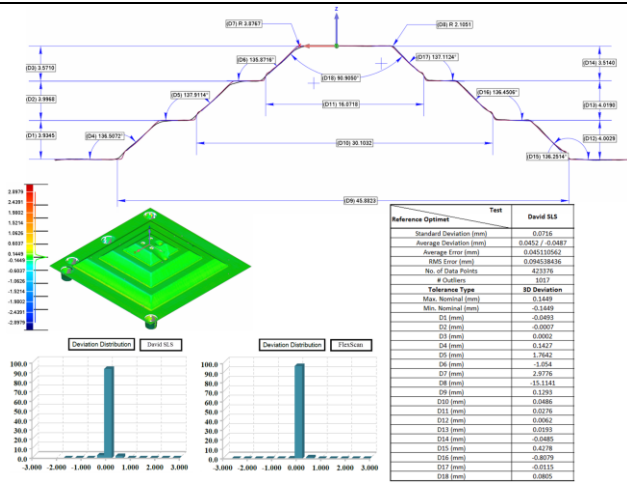 z
(D7) R 3.8767
(D8) R 2.1051
(D6) 135.8716°
(D17) 137.1124°
(D3) 3.5710
(D18) 90.9050°
(D14) 3.5140
(D5) 137.9114°
(D16) 136.4506°
(D11) 16.0718
(D2) 3.9968
(D13) 4.0190
(D4) 136.5072°
(D1) 3.9345
(D12) 4.0029
(D10) 30.1032
(D15) 136.2514°
(D9) 45.8823
2.8979
2.4391
1.9802
1.5214
1.0626
0.6037
0.1449
-0.1449
-0.6037
-1.0626
-1.5214
-1.9802
-2.4391
-2.8979
Test
Reference Optimet
David SLS
Standard Deviation (mm) 0.0716
Average Deviation (mm) 0.0452 / -0.0487
Average Error (mm) 0.045110562
RMS Error (mm) 0.094538436
No. of Data Points 423376
# Outliers 1017
Tolerance Type 3D Deviation
Max. Nominal (mm) 0.1449
Min. Nominal (mm) -0.1449
D1 (mm) -0.0493
D2 (mm) -0.0007
D3 (mm) 0.0002
D4 (mm) 0.1427
D5 (mm) 1.7642
D6 (mm) -1.054
D7 (mm) 2.9776
D8 (mm) -15.1141
D9 (mm) 0.1293
D10 (mm) 0.0486
D11 (mm) 0.0276
D12 (mm) 0.0062
D13 (mm) 0.0193
D14 (mm) -0.0485
D15 (mm) 0.4278
D16 (mm) -0.8079
D17 (mm) -0.0115
D18 (mm) 0.0805
Deviation Distribution David SLS
100.0
90.0
80.0
70.0
60.0
50.0
40.0
30.0
20.0
10.0
0.0
-3.000 -2.000 -1.000 0.000 1.000 2.000 3.000
Deviation Distribution FlexScan
100.0
90.0
80.0
70.0
60.0
50.0
40.0
30.0
20.0
10.0
0.0
-3.000 -2.000 -1.000 0.000 1.000 2.000 3.000